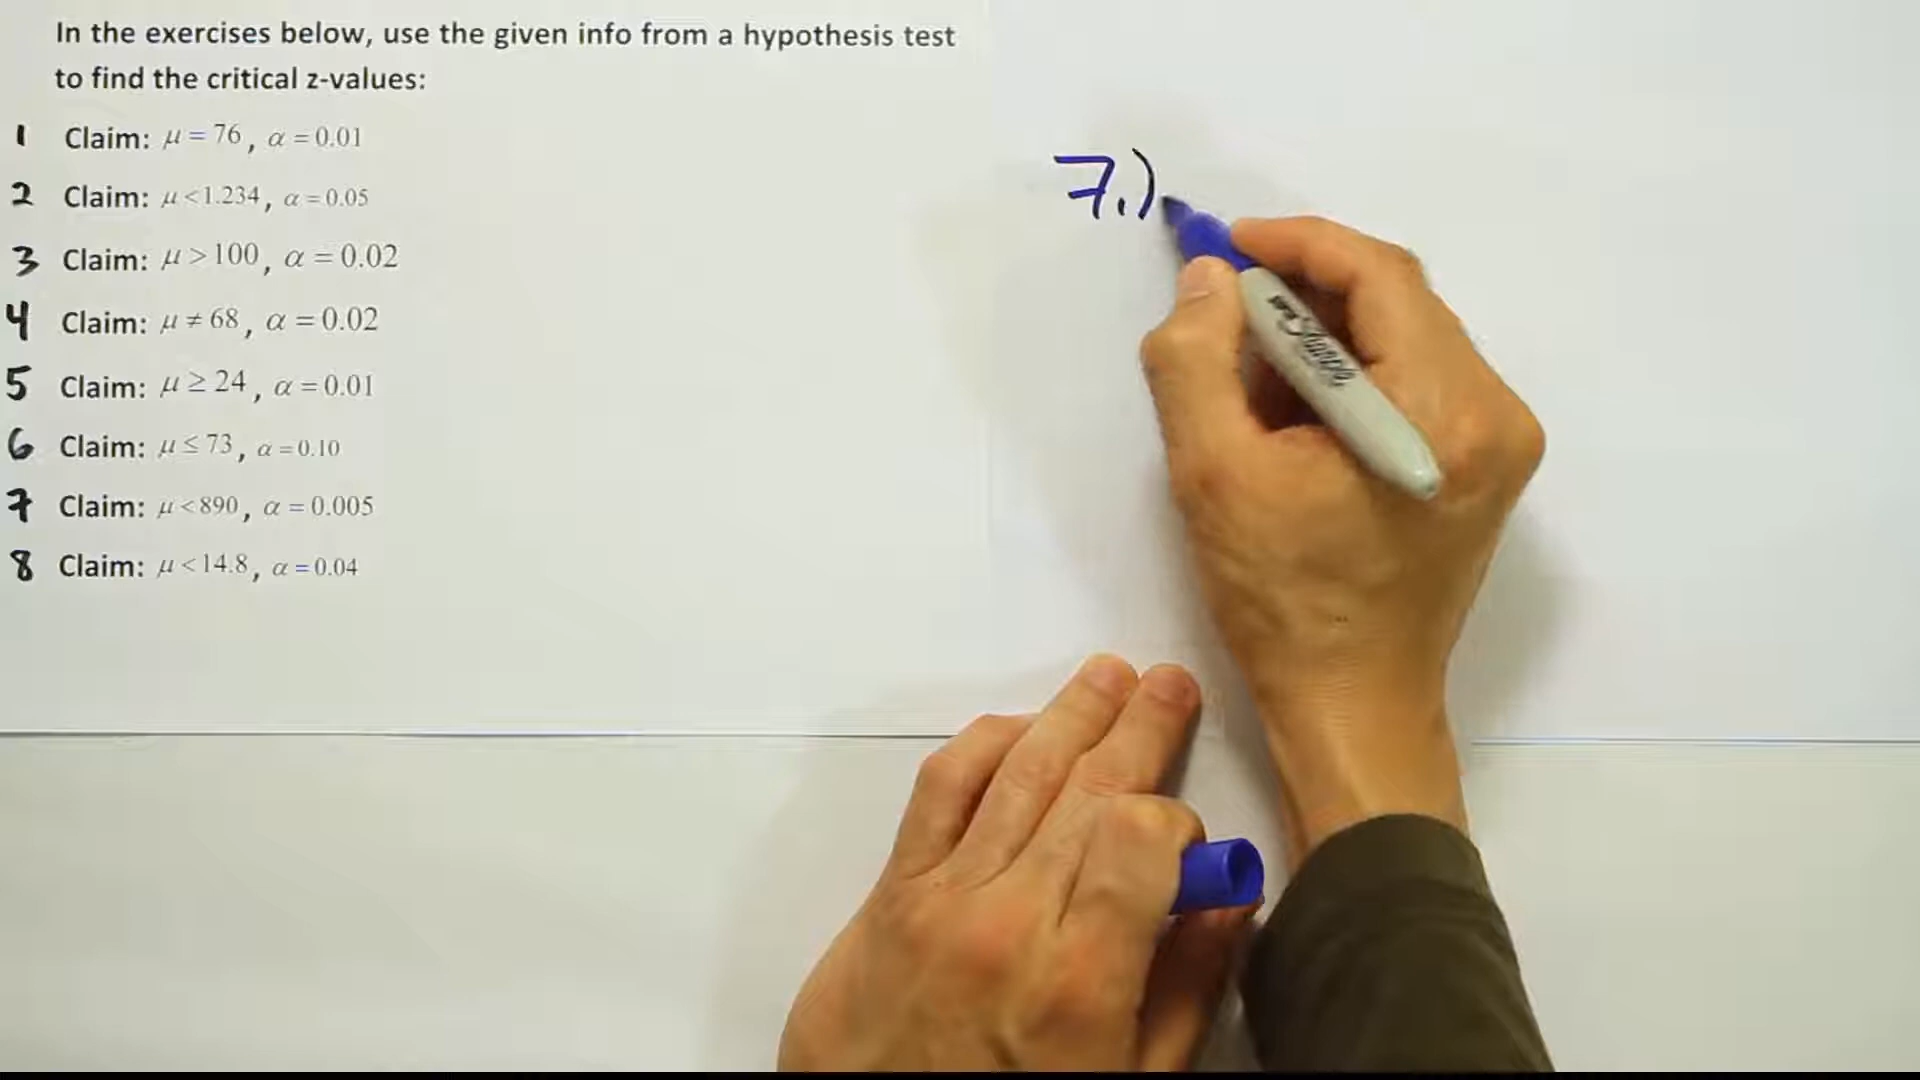 In the exercises below, use the given info from a hypothesis test
to find the critical z-values:
1 Claim: μ = 76, α = 0.01
2 Claim: μ < 1.234, α = 0.05
3 Claim: μ > 100, α = 0.02
4 Claim: μ ≠ 68, α = 0.02
5 Claim: μ ≥ 24, α = 0.01
6 Claim: μ ≤ 73, α = 0.10
7 Claim: μ < 890, α = 0.005
8 Claim: μ < 14.8, α = 0.04
7.)
Sharpie